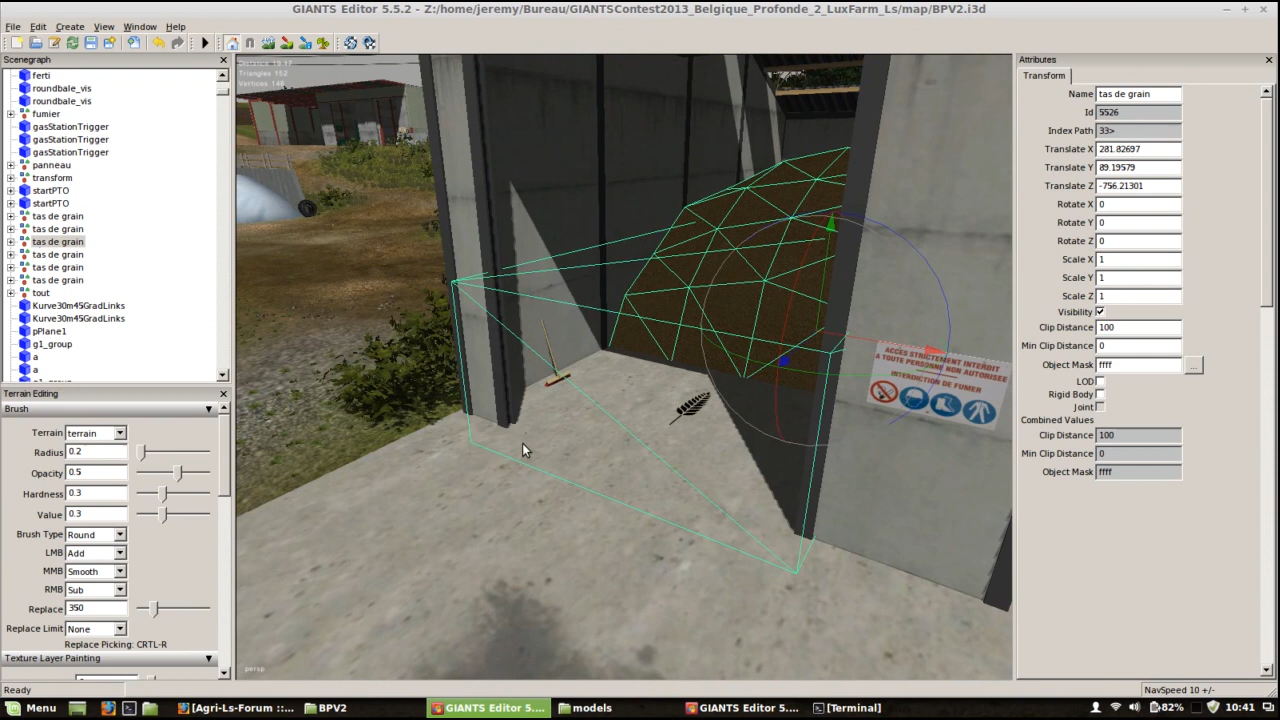 GIANTS Editor 5.5.2 - Z:/home/jeremy/Bureau/GIANTSContest2013_Belgique_Profonde_2_LuxFarm_Ls/map/BPV2.i3d
File Edit Create View Window Help
Scenegraph
ferti
roundbale_vis
roundbale_vis
fumier
gasStationTrigger
gasStationTrigger
gasStationTrigger
panneau
transform
startPTO
startPTO
tas de grain
tas de grain
tas de grain
tas de grain
tas de grain
tas de grain
tout
Kurve30m45GradLinks
Kurve30m45GradLinks
pPlane1
g1_group
a
a
Terrain Editing
Brush
Terrain terrain
Radius 0.2
Opacity 0.5
Hardness 0.3
Value 0.3
Brush Type Round
LMB Add
MMB Smooth
RMB Sub
Replace 350
Replace Limit None
Replace Picking: CRTL-R
Texture Layer Painting
Triangles 152
ACCES STRICTEMENT INTERDIT
A TOUTE PERSONNE NON AUTORISEE
INTERDICTION DE FUMER
persp
Attributes
Transform
Name tas de grain
Id 5526
Index Path 33>
Translate X 281.82697
Translate Y 89.19579
Translate Z -756.21301
Rotate X 0
Rotate Y 0
Rotate Z 0
Scale X 1
Scale Y 1
Scale Z 1
Visibility
Clip Distance 100
Min Clip Distance 0
Object Mask ffff ...
LOD
Rigid Body
Joint
Combined Values
Clip Distance 100
Min Clip Distance 0
Object Mask ffff
Ready
NavSpeed 10 +/-
Menu
[Agri-Ls-Forum :: ...
BPV2
GIANTS Editor 5....
models
GIANTS Editor 5....
[Terminal]
82%
10:41